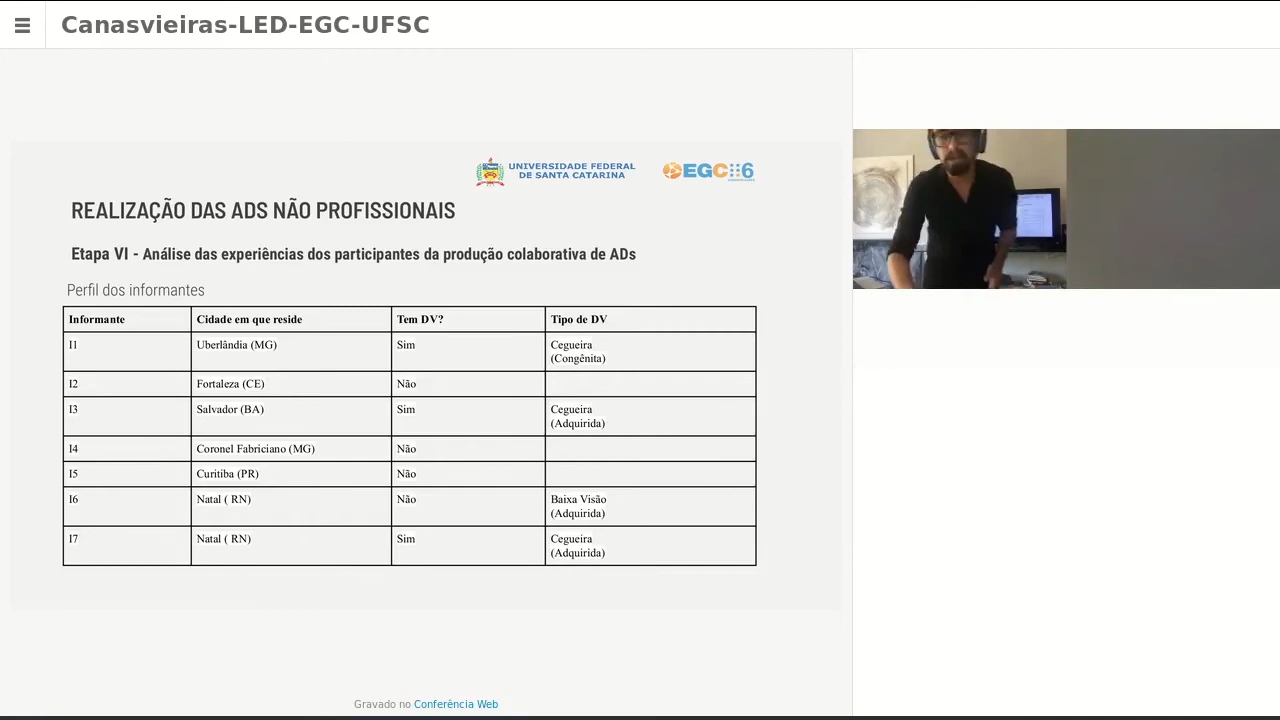 Canasvieiras-LED-EGC-UFSC
UNIVERSIDADE FEDERAL
DE SANTA CATARINA
EGC 6
REALIZAÇÃO DAS ADS NÃO PROFISSIONAIS
Etapa VI - Análise das experiências dos participantes da produção colaborativa de ADs
Perfil dos informantes
Informante Cidade em que reside Tem DV? Tipo de DV
I1 Uberlândia (MG) Sim Cegueira
(Congênita)
I2 Fortaleza (CE) Não
I3 Salvador (BA) Sim Cegueira
(Adquirida)
I4 Coronel Fabriciano (MG) Não
I5 Curitiba (PR) Não
I6 Natal ( RN) Não Baixa Visão
(Adquirida)
I7 Natal ( RN) Sim Cegueira
(Adquirida)
Gravado no Conferência Web